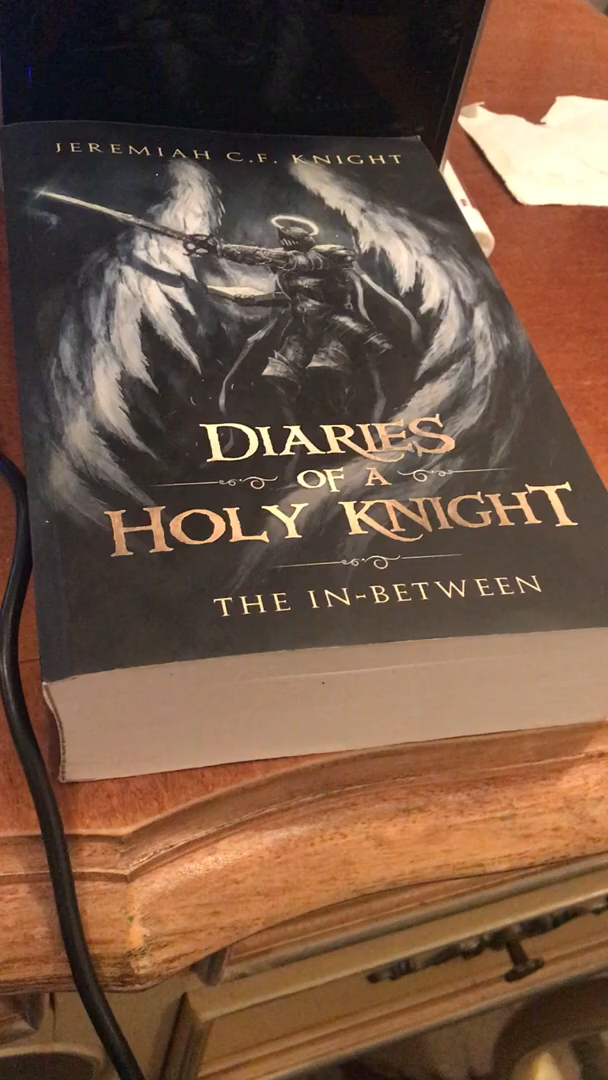 JEREMIAH C.F. KNIGHT
DIARIES
OF A
HOLY KNIGHT
THE IN-BETWEEN